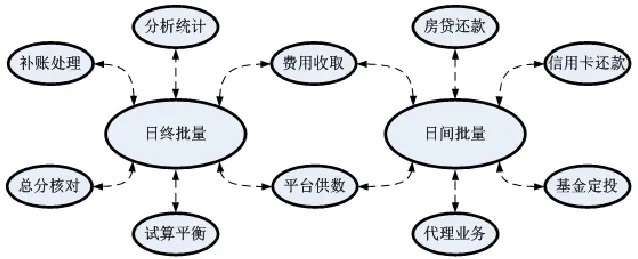 分析统计
房贷还款
补账处理
费用收取
信用卡还款
日终批量
日间批量
总分核对
平台供数
基金定投
试算平衡
代理业务